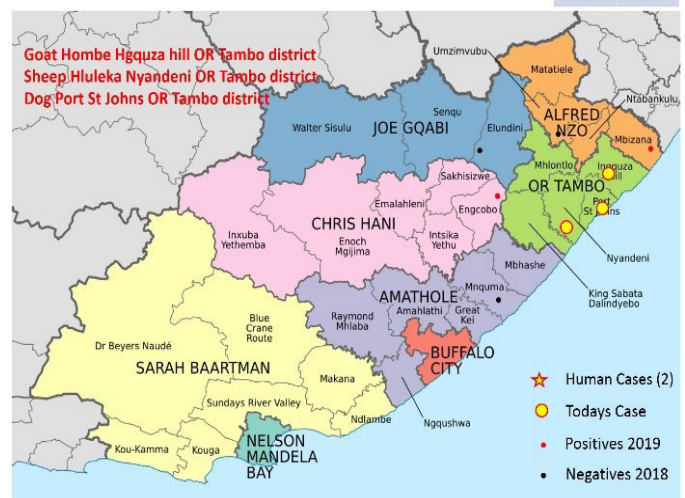 Goat Hombe Hgquza hill OR Tambo district
Sheep Hluleka Nyandeni OR Tambo district
Dog Port St Johns OR Tambo district
Umzimvubu
Matatiele
Ntabankulu
ALFRED
NZO
Mbizana
Senqu
Walter Sisulu
JOE GQABI
Elundini
Mhlontlo
Ingquza
OR TAMBO
Port
St Johns
Nyandeni
King Sabata
Dalindyebo
Sakhisizwe
Emalahleni
Engcobo
CHRIS HANI
Inxuba
Yethemba
Enoch
Mgijima
Intsika
Yethu
Mbhashe
Mnquma
AMATHOLE
Amahlathi
Great
Kei
Raymond
Mhlaba
BUFFALO
CITY
Ngqushwa
Blue
Crane
Route
Dr Beyers Naudé
SARAH BAARTMAN
Makana
Sundays River Valley
Ndlambe
Kou-Kamma
Kouga
NELSON
MANDELA
BAY
Human Cases (2)
Todays Case
Positives 2019
Negatives 2018